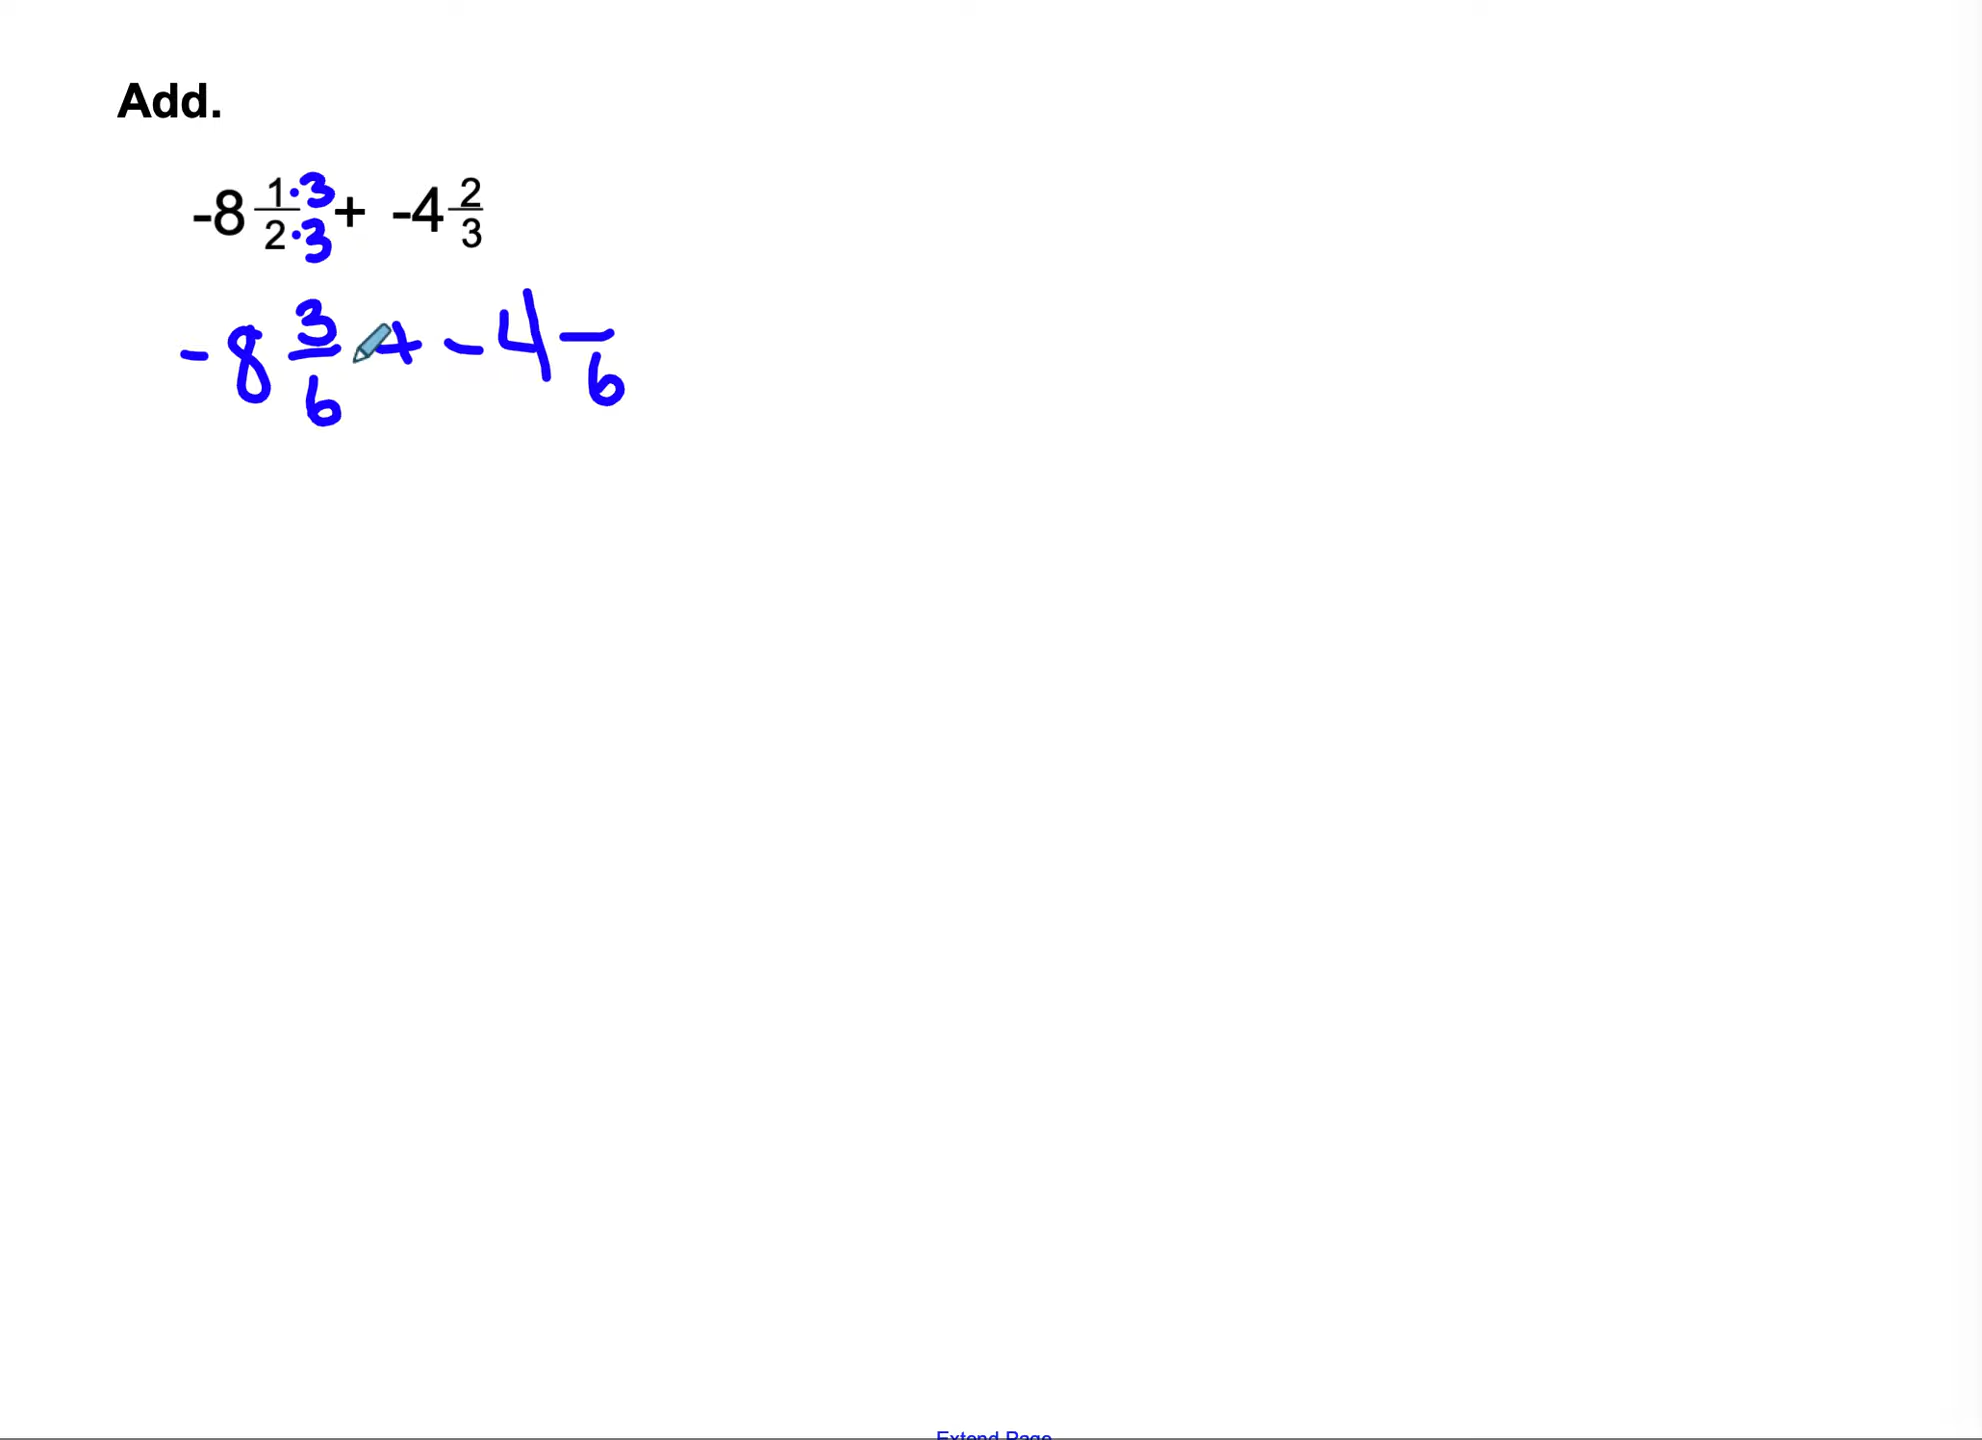 Add.
-8 1·3/2·3 + -4 2/3
-8 3/6 + -4 /6
Extend Page